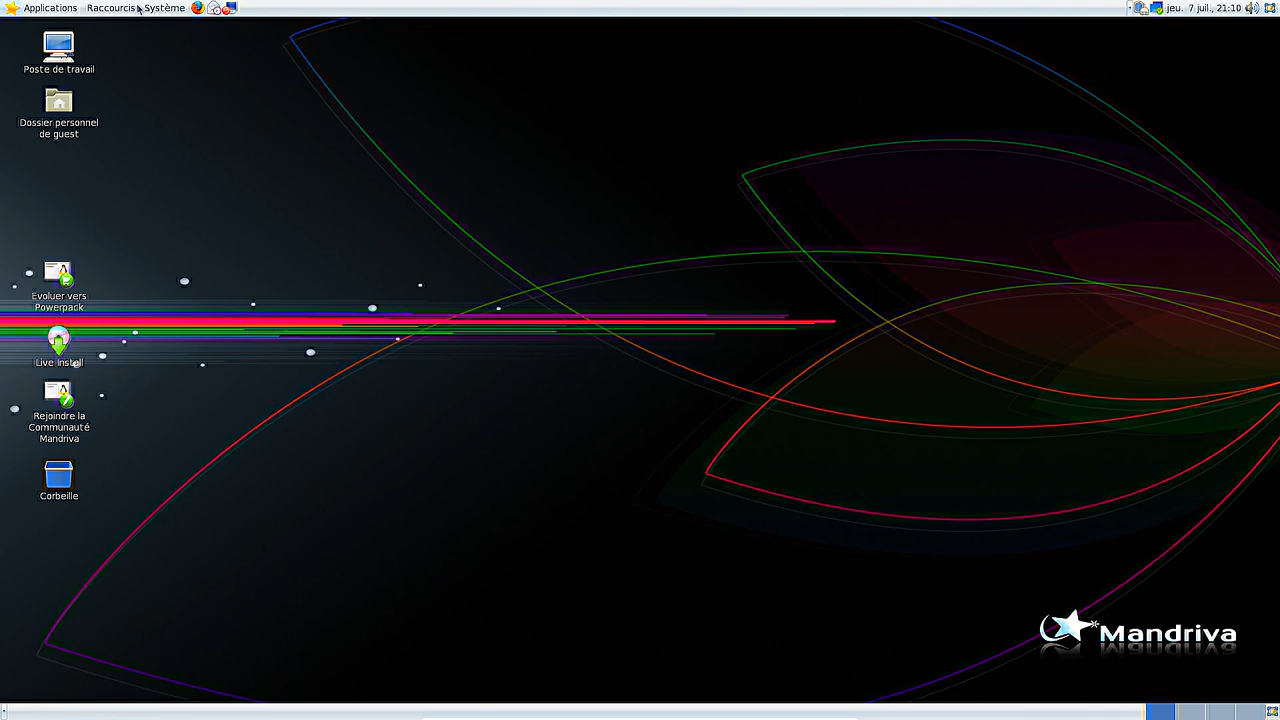 Applications Raccourcis Système jeu. 7 juil., 21:10
Poste de travail
Dossier personnel
de guest
Evoluer vers
Powerpack
Live Install
Rejoindre la
Communauté
Mandriva
Corbeille
Mandriva